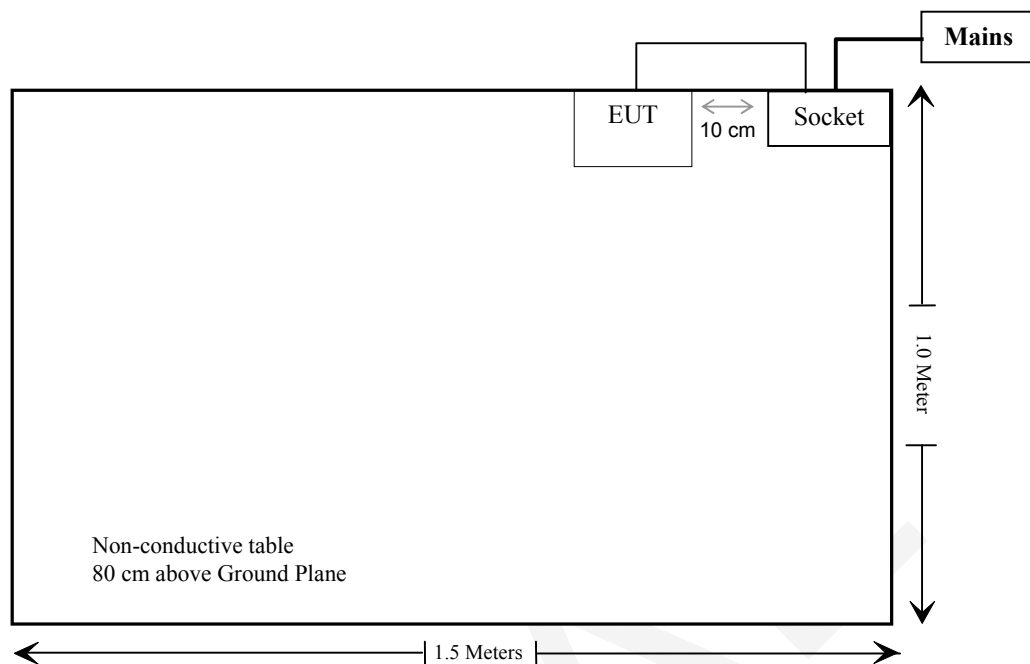 Mains
EUT
Socket
10 cm
1.0 Meter
Non-conductive table
80 cm above Ground Plane
1.5 Meters